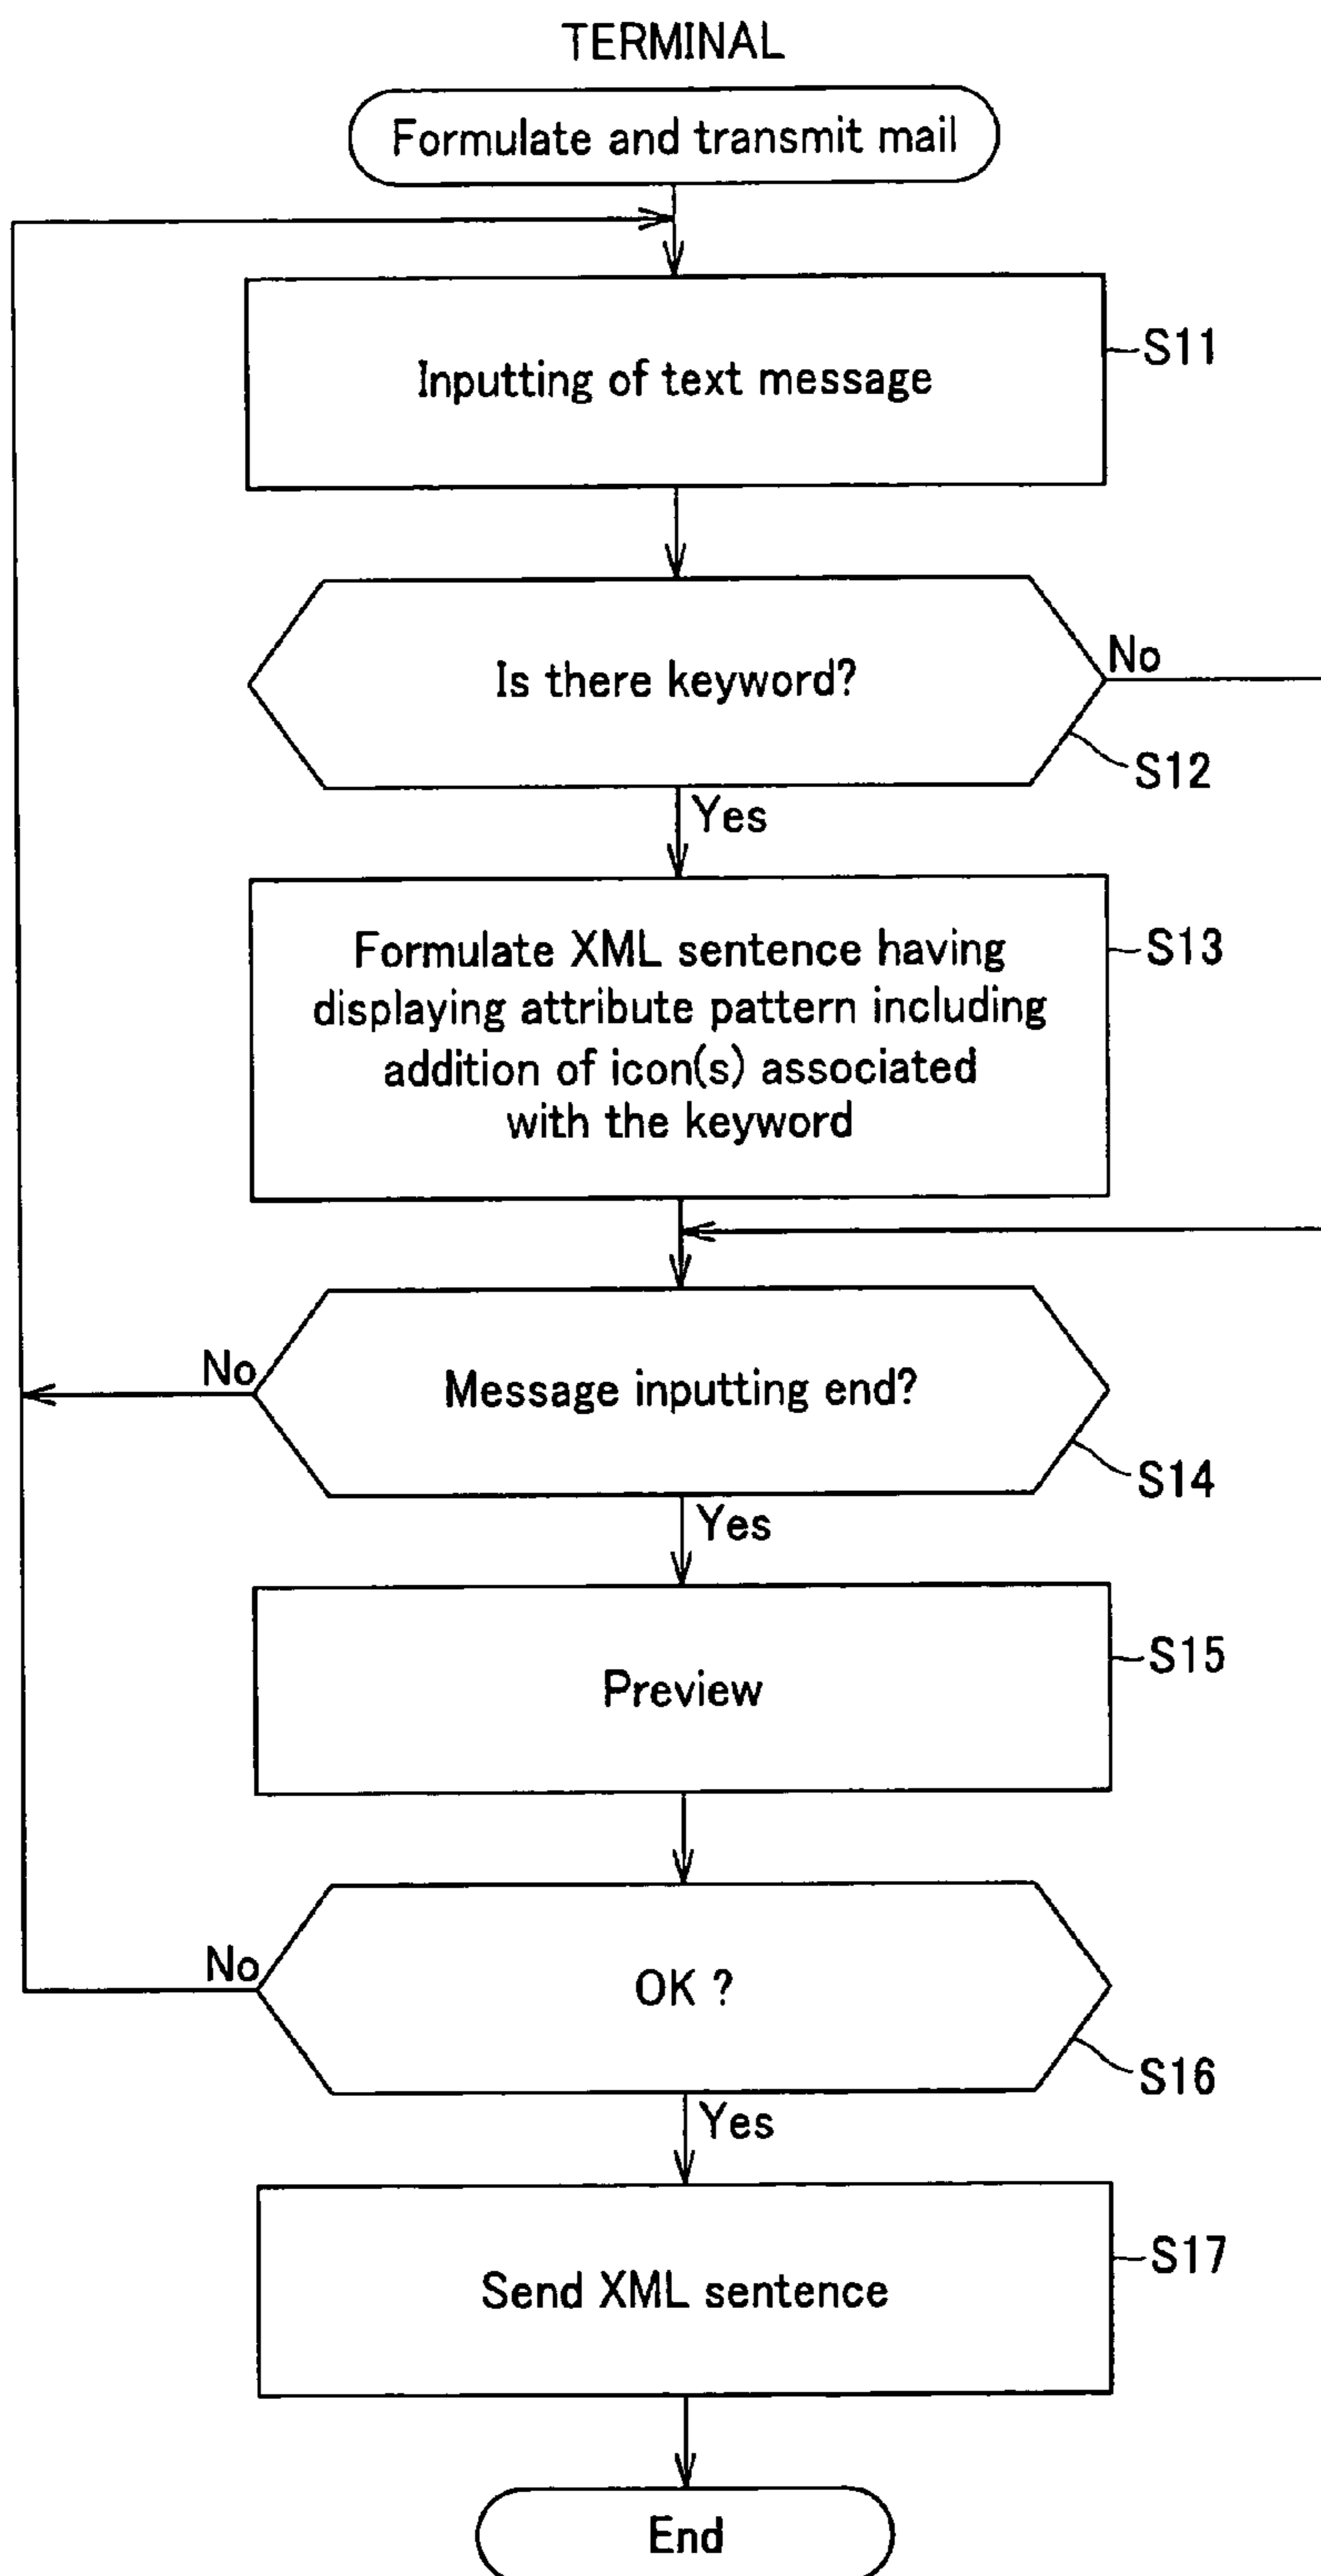 TERMINAL
Formulate and transmit mail
Inputting of text message
S11
Is there keyword?
No
S12
Yes
Formulate XML sentence having
displaying attribute pattern including
addition of icon(s) associated
with the keyword
S13
No
Message inputting end?
S14
Yes
Preview
S15
No
OK ?
S16
Yes
Send XML sentence
S17
End